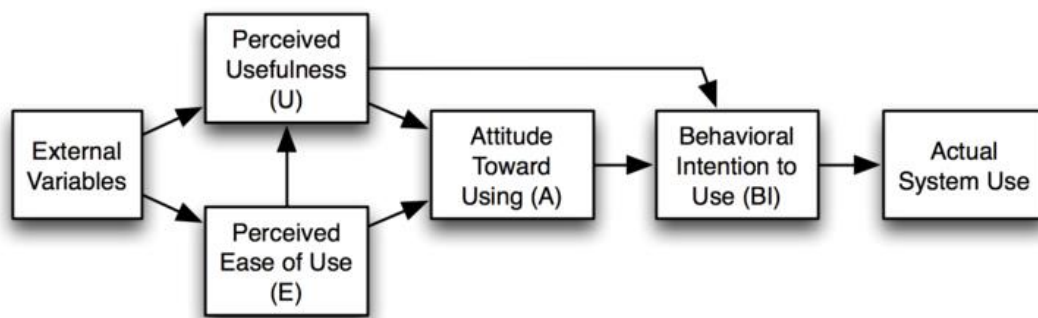 External
Variables
Perceived
Usefulness
(U)
Perceived
Ease of Use
(E)
Attitude
Toward
Using (A)
Behavioral
Intention to
Use (BI)
Actual
System Use